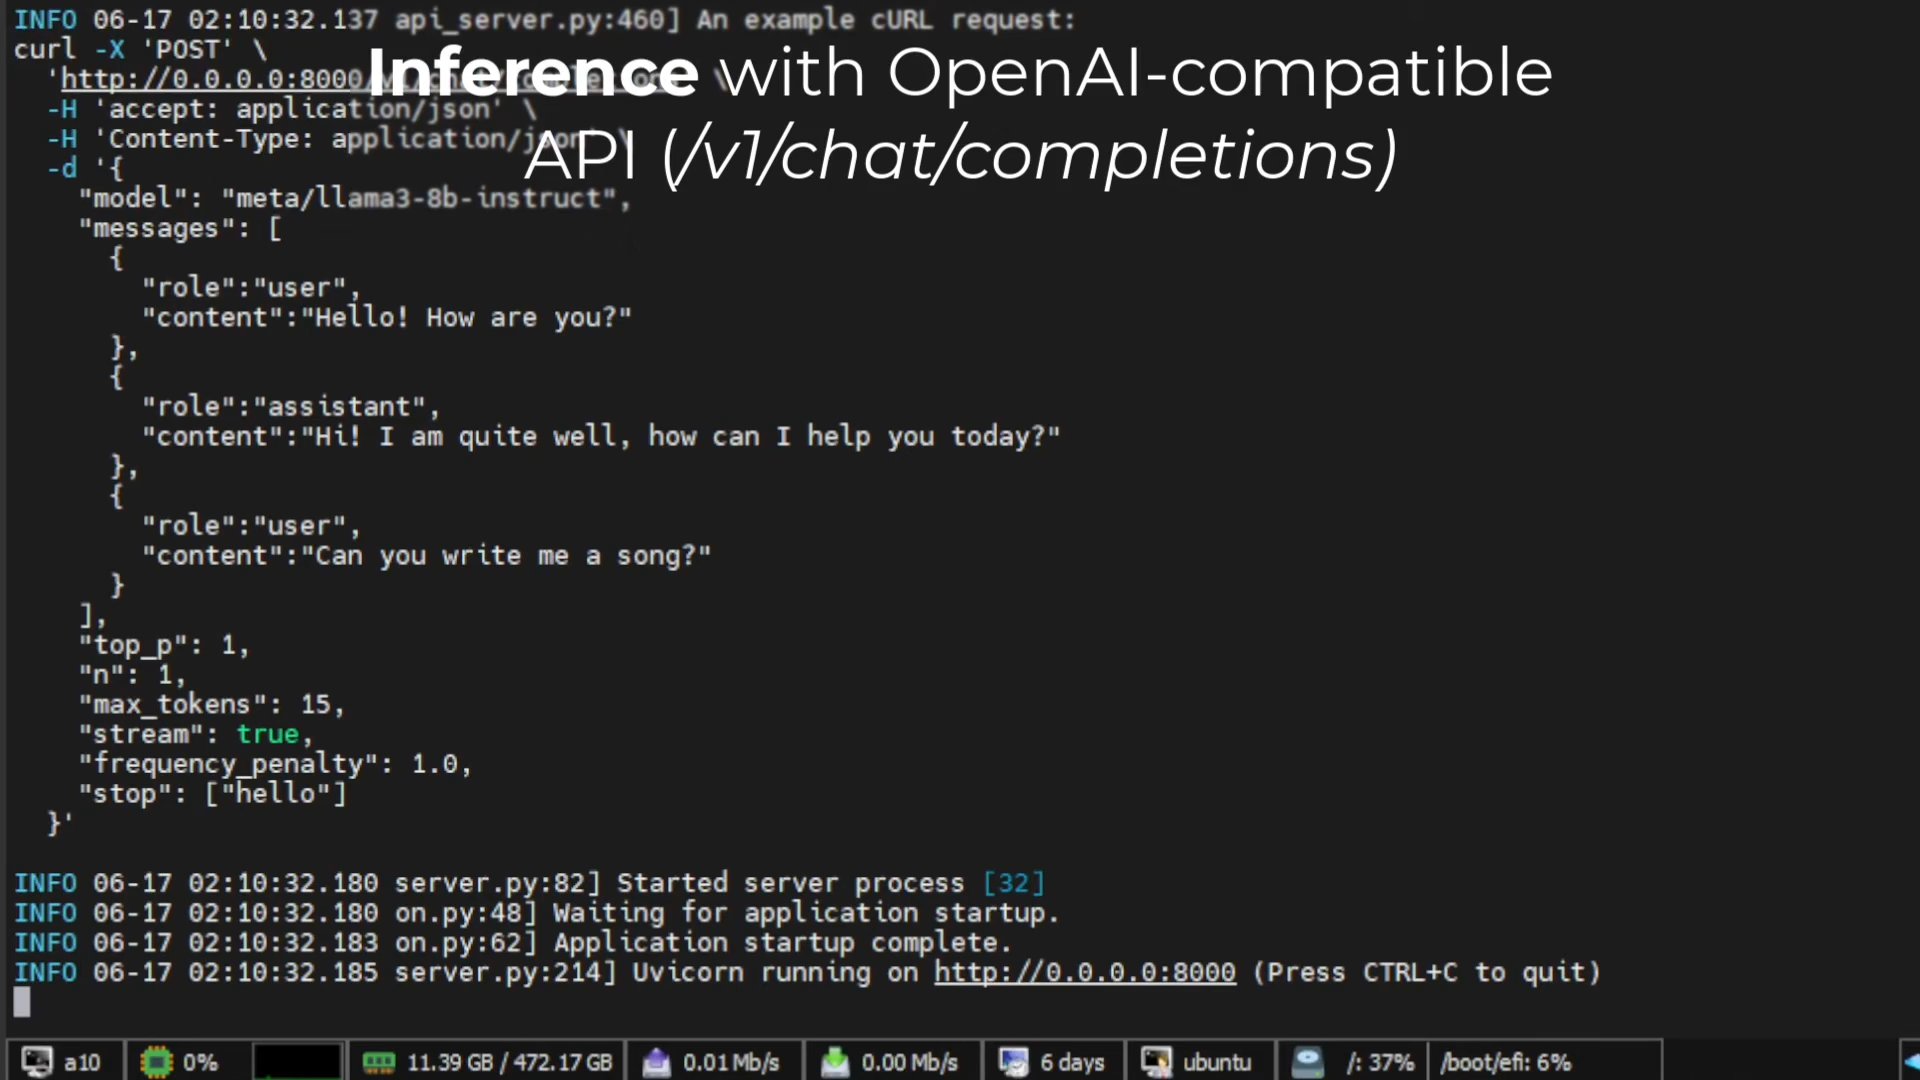 INFO 06-17 02:10:32.137 api_server.py:460] An example cURL request:
curl -X 'POST' \
Inference with OpenAI-compatible
'http://0.0.0.0:8000/v1/chat/completions' \
-H 'accept: application/json' \
-H 'Content-Type: application/json' \
API (/v1/chat/completions)
-d '{
"model": "meta/llama3-8b-instruct",
"messages": [
{
"role":"user",
"content":"Hello! How are you?"
},
{
"role":"assistant",
"content":"Hi! I am quite well, how can I help you today?"
},
{
"role":"user",
"content":"Can you write me a song?"
}
],
"top_p": 1,
"n": 1,
"max_tokens": 15,
"stream": true,
"frequency_penalty": 1.0,
"stop": ["hello"]
}'
INFO 06-17 02:10:32.180 server.py:82] Started server process [32]
INFO 06-17 02:10:32.180 on.py:48] Waiting for application startup.
INFO 06-17 02:10:32.183 on.py:62] Application startup complete.
INFO 06-17 02:10:32.185 server.py:214] Uvicorn running on http://0.0.0.0:8000 (Press CTRL+C to quit)
a10 0% 11.39 GB / 472.17 GB 0.01 Mb/s 0.00 Mb/s 6 days ubuntu /: 37% /boot/efi: 6%